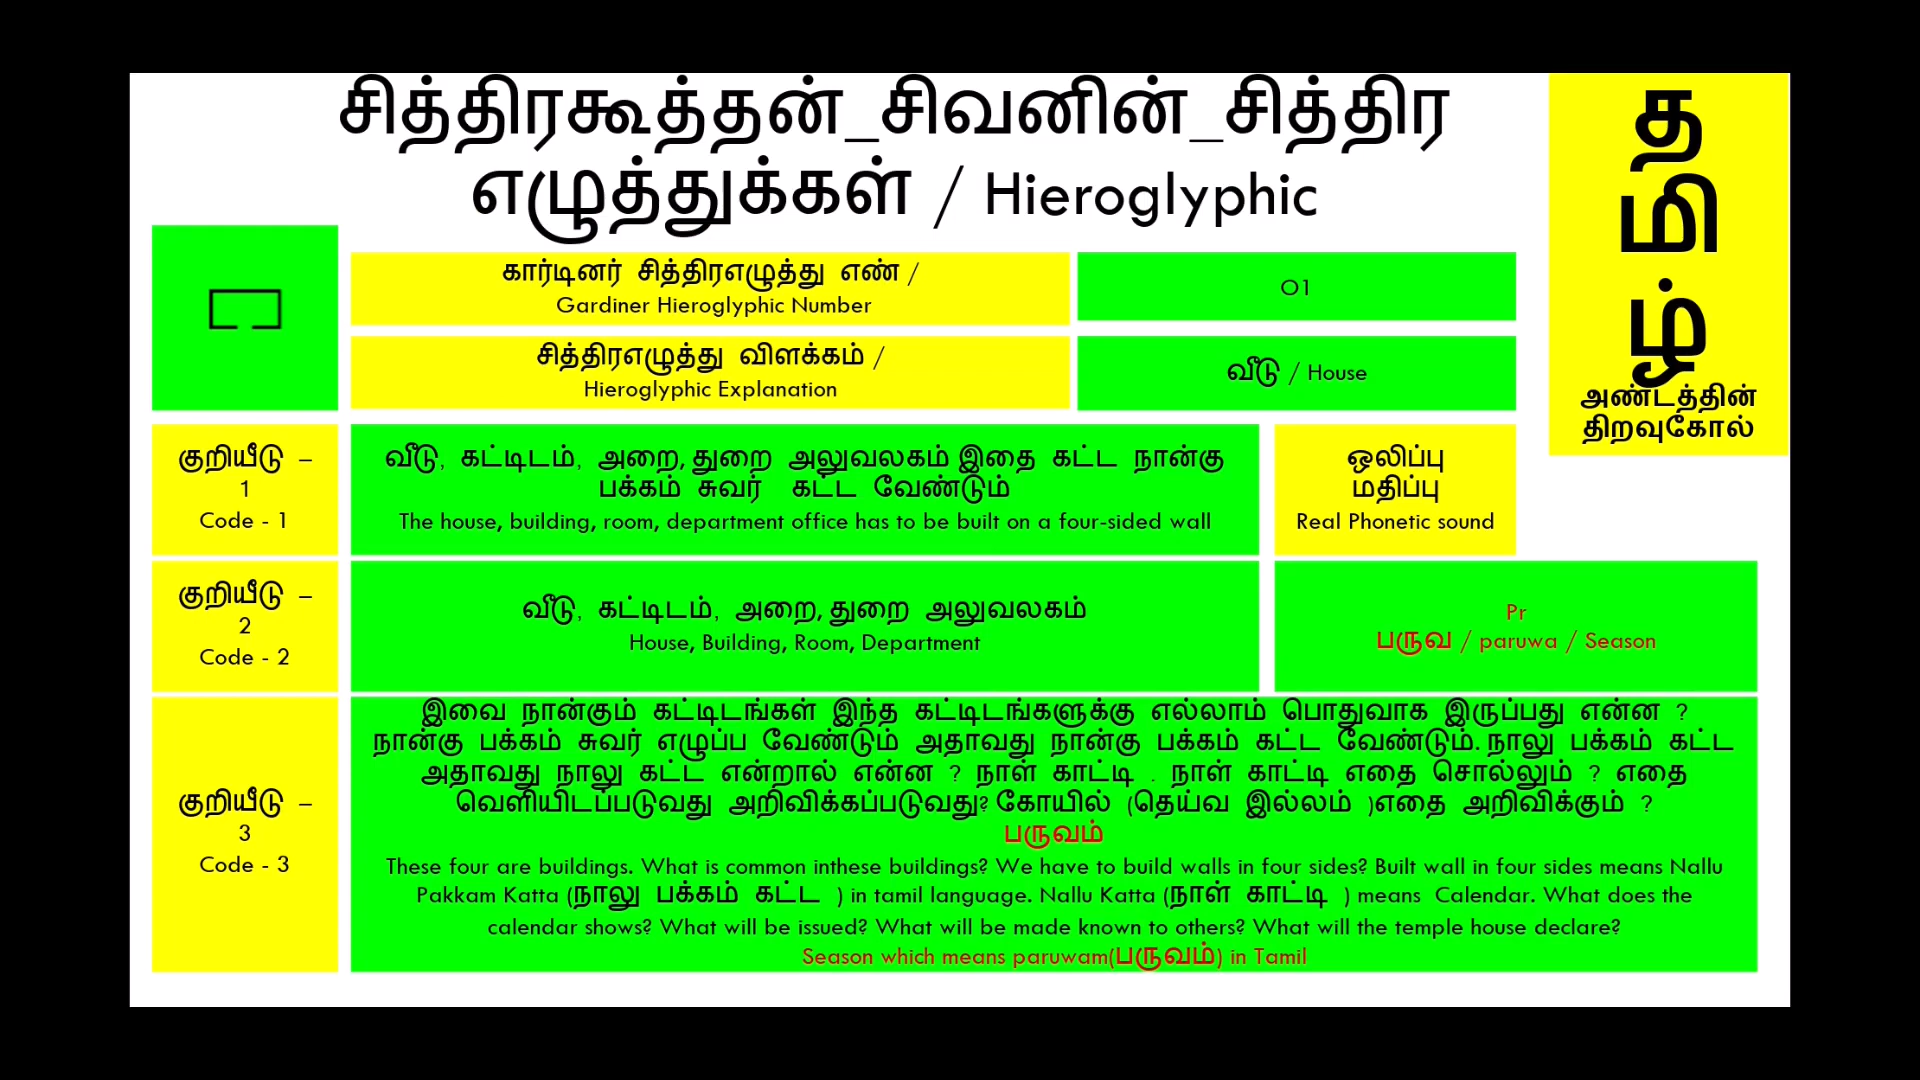 சித்திரகூத்தன்_சிவனின்_சித்திர
எழுத்துக்கள் / Hieroglyphic
த
மி
ழ்
அண்டத்தின்
திறவுகோல்
கார்டினர் சித்திரஎழுத்து எண் /
Gardiner Hieroglyphic Number
O1
சித்திரஎழுத்து விளக்கம் /
Hieroglyphic Explanation
வீடு / House
குறியீடு –
1
Code - 1
வீடு, கட்டிடம், அறை, துறை அலுவலகம் இதை கட்ட நான்கு
பக்கம் சுவர் கட்ட வேண்டும்
The house, building, room, department office has to be built on a four-sided wall
ஒலிப்பு
மதிப்பு
Real Phonetic sound
குறியீடு –
2
Code - 2
வீடு, கட்டிடம், அறை, துறை அலுவலகம்
House, Building, Room, Department
Pr
பருவ / paruwa / Season
குறியீடு –
3
Code - 3
இவை நான்கும் கட்டிடங்கள் இந்த கட்டிடங்களுக்கு எல்லாம் பொதுவாக இருப்பது என்ன ?
நான்கு பக்கம் சுவர் எழுப்ப வேண்டும் அதாவது நான்கு பக்கம் கட்ட வேண்டும். நாலு பக்கம் கட்ட
அதாவது நாலு கட்ட என்றால் என்ன ? நாள் காட்டி . நாள் காட்டி எதை சொல்லும் ? எதை
வெளியிடப்படுவது அறிவிக்கப்படுவது? கோயில் (தெய்வ இல்லம் )எதை அறிவிக்கும் ?
பருவம்
These four are buildings. What is common inthese buildings? We have to build walls in four sides? Built wall in four sides means Nallu
Pakkam Katta (நாலு பக்கம் கட்ட ) in tamil language. Nallu Katta (நாள் காட்டி ) means Calendar. What does the
calendar shows? What will be issued? What will be made known to others? What will the temple house declare?
Season which means paruwam(பருவம்) in Tamil